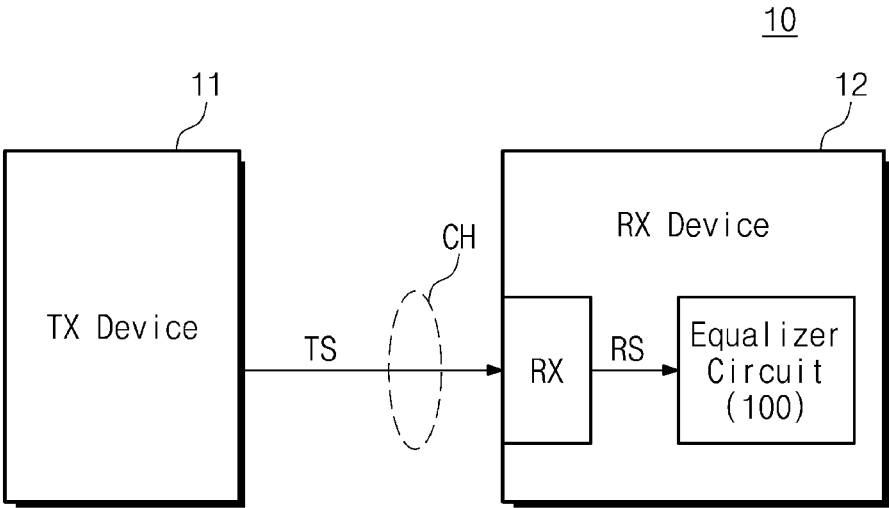 10
11
12
TX Device
TS
CH
RX Device
RX
RS
Equalizer
Circuit
(100)